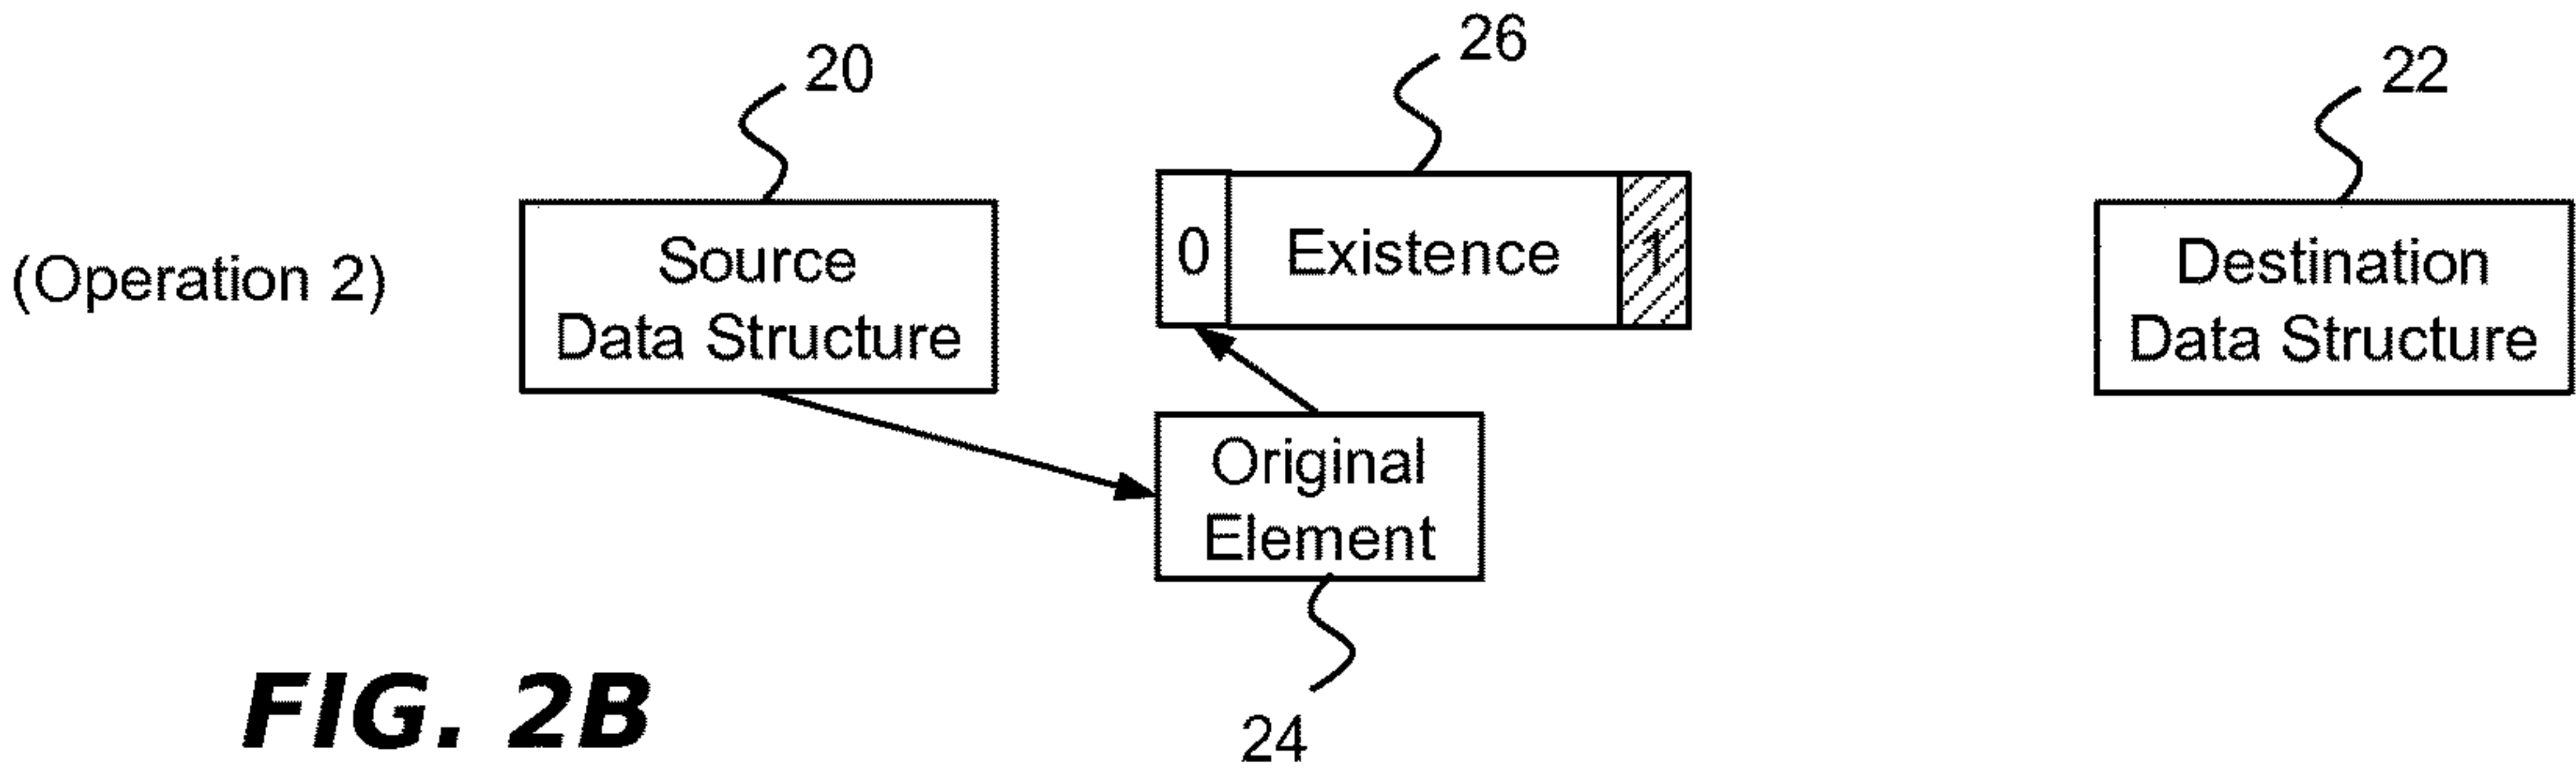 20
26
22
(Operation 2)
Source
Data Structure
0
Existence
1
Destination
Data Structure
Original
Element
24
FIG. 2B